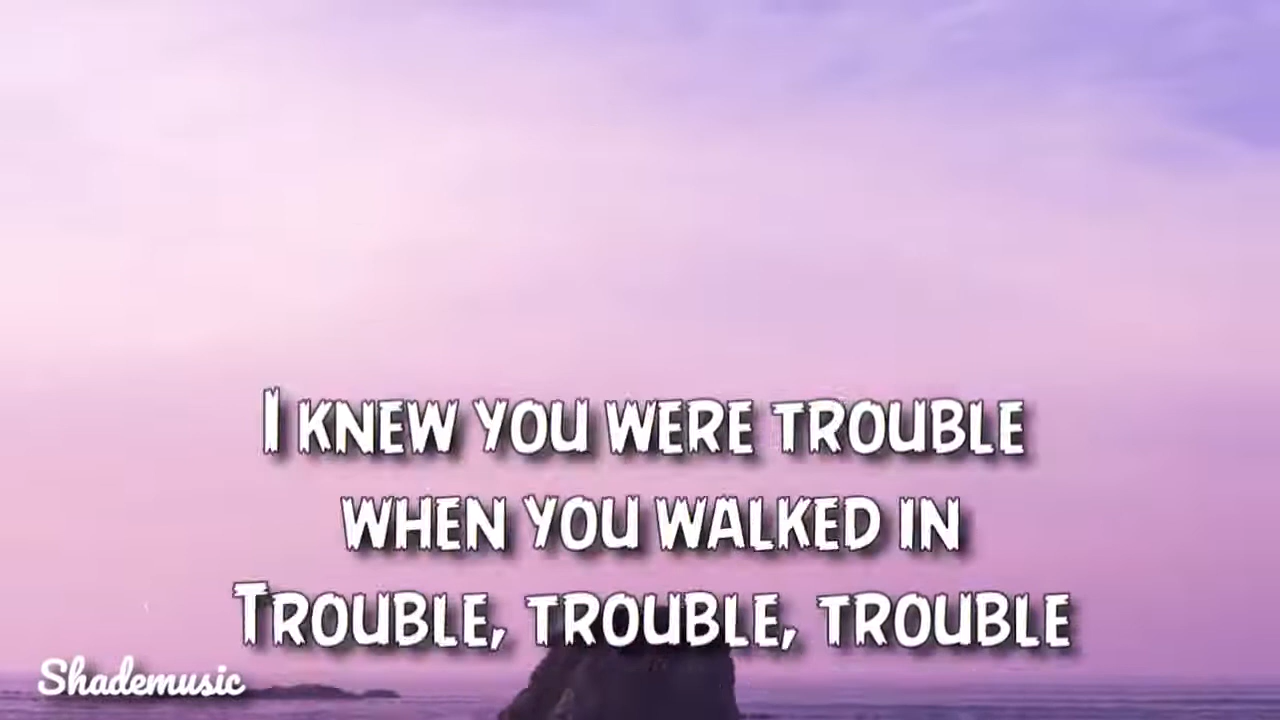 I KNEW YOU WERE TROUBLE
WHEN YOU WALKED IN
TROUBLE, TROUBLE, TROUBLE
Shademusic